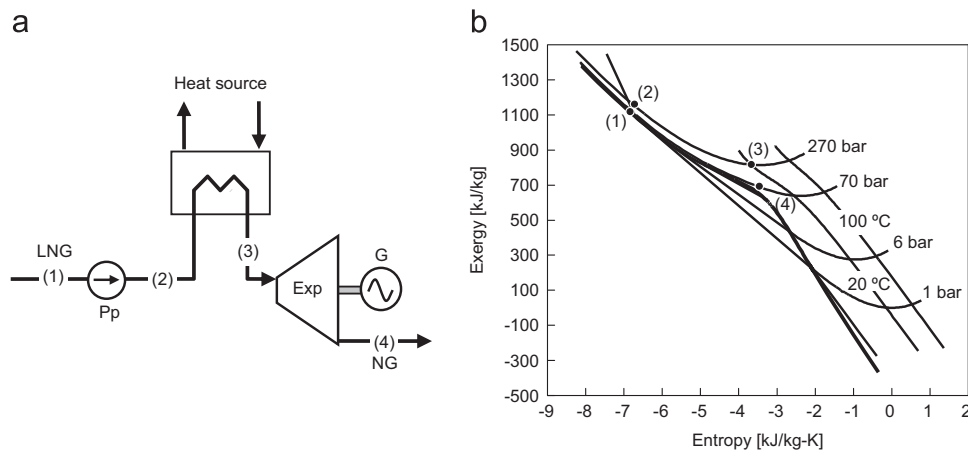 a
Heat source
LNG
(1)
(2)
Pp
(3)
Exp
G
(4)
NG
b
Exergy [kJ/kg]
1500
1300
1100
900
700
500
300
100
-100
-300
-500
(2)
(1)
(3)
270 bar
70 bar
(4)
100 ºC
6 bar
20 ºC
1 bar
-9 -8 -7 -6 -5 -4 -3 -2 -1 0 1 2
Entropy [kJ/kg-K]